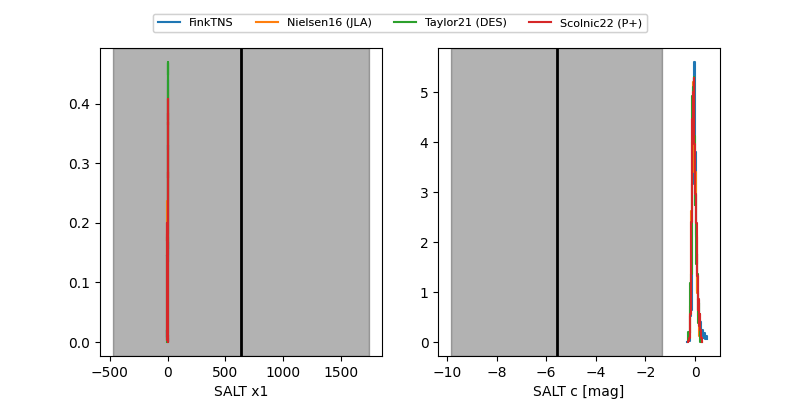 FinkTNS Nielsen16 (JLA) Taylor21 (DES) Scolnic22 (P+)
0.4
0.3
0.2
0.1
0.0
−500 0 500 1000 1500
SALT x1
5
4
3
2
1
0
−10 −8 −6 −4 −2 0
SALT c [mag]